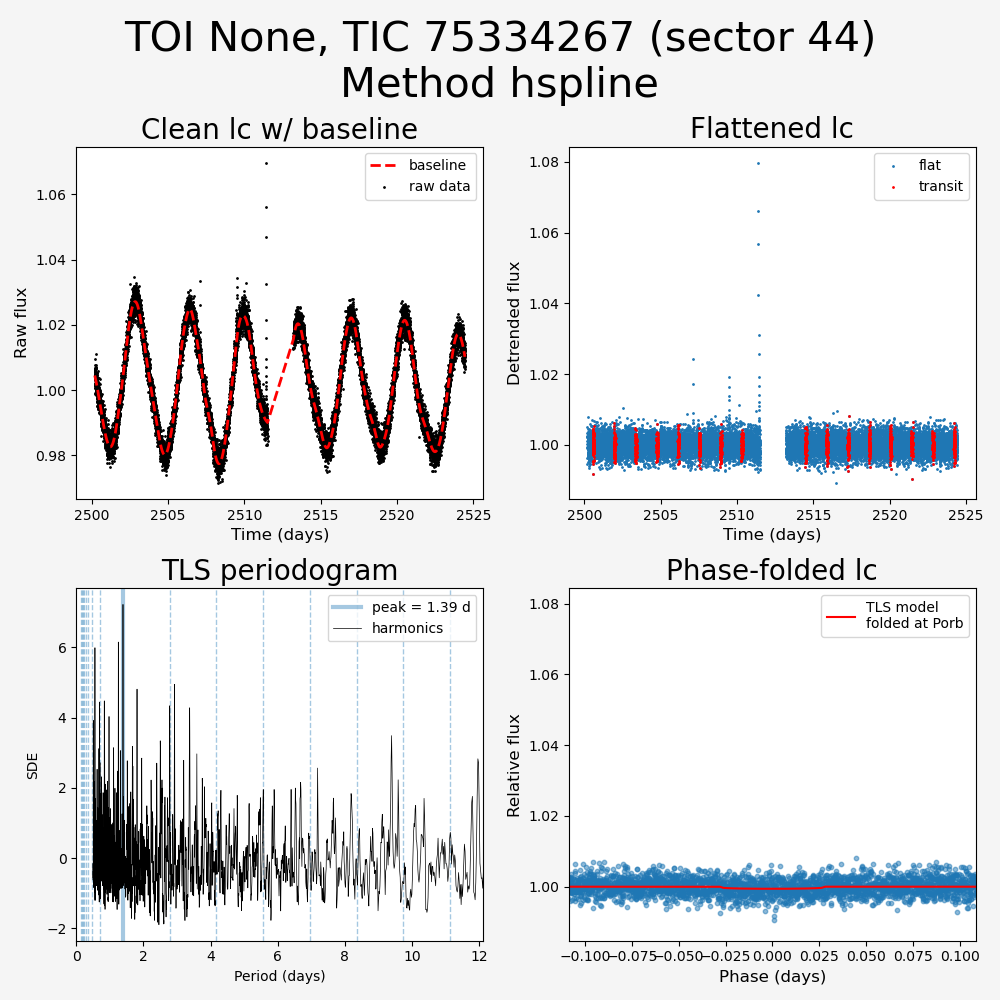 TOI None, TIC 75334267 (sector 44)
Method hspline
Clean lc w/ baseline
baseline
raw data
1.06
1.04
1.02
1.00
0.98
Raw flux
2500 2505 2510 2515 2520 2525
Time (days)
Flattened lc
flat
transit
1.08
1.06
1.04
1.02
1.00
Detrended flux
2500 2505 2510 2515 2520 2525
Time (days)
TLS periodogram
peak = 1.39 d
harmonics
6
4
2
0
−2
SDE
0 2 4 6 8 10 12
Period (days)
Phase-folded lc
TLS model
folded at Porb
1.08
1.06
1.04
1.02
1.00
Relative flux
−0.100 −0.075 −0.050 −0.025 0.000 0.025 0.050 0.075 0.100
Phase (days)